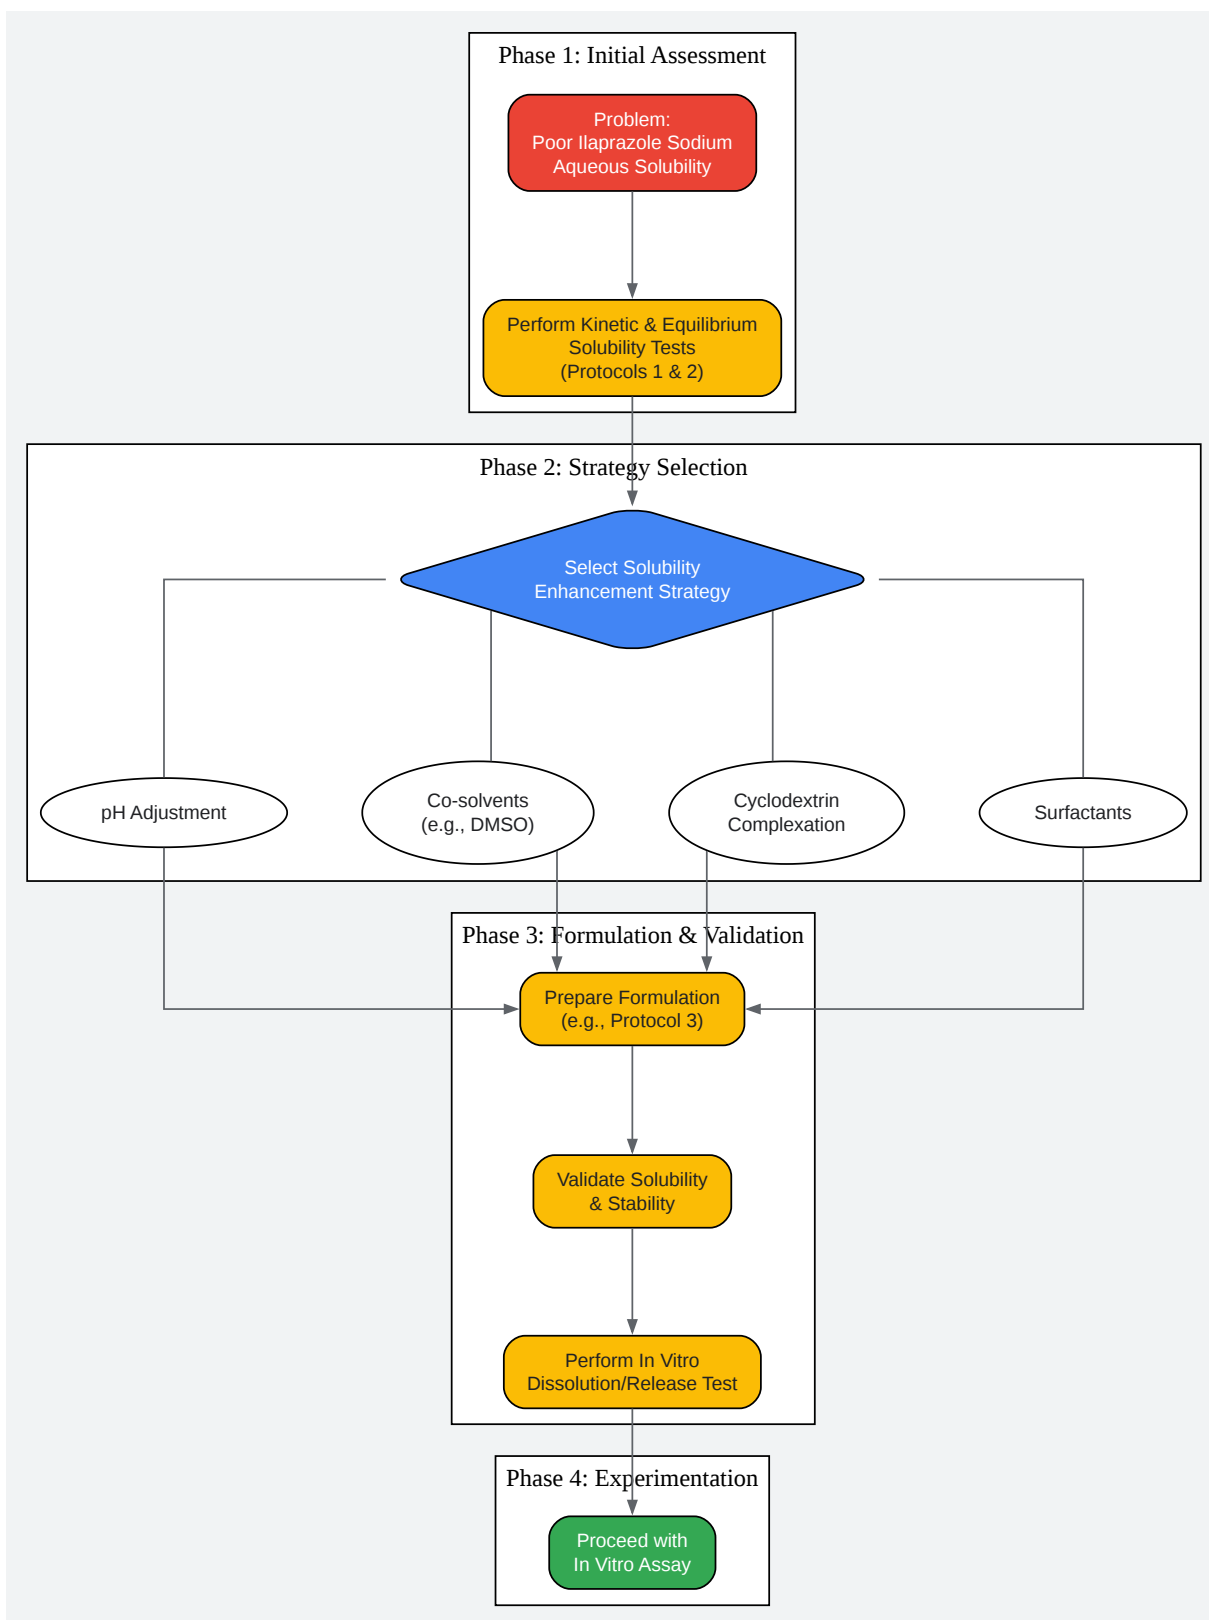 Phase 1: Initial Assessment
Problem:
Poor Ilaprazole Sodium
Aqueous Solubility
Perform Kinetic & Equilibrium
Solubility Tests
(Protocols 1 & 2)
Phase 2: Strategy Selection
Select Solubility
Enhancement Strategy
pH Adjustment
Co-solvents
(e.g., DMSO)
Cyclodextrin
Complexation
Surfactants
Phase 3: Formulation & Validation
Prepare Formulation
(e.g., Protocol 3)
Validate Solubility
& Stability
Perform In Vitro
Dissolution/Release Test
Phase 4: Experimentation
Proceed with
In Vitro Assay